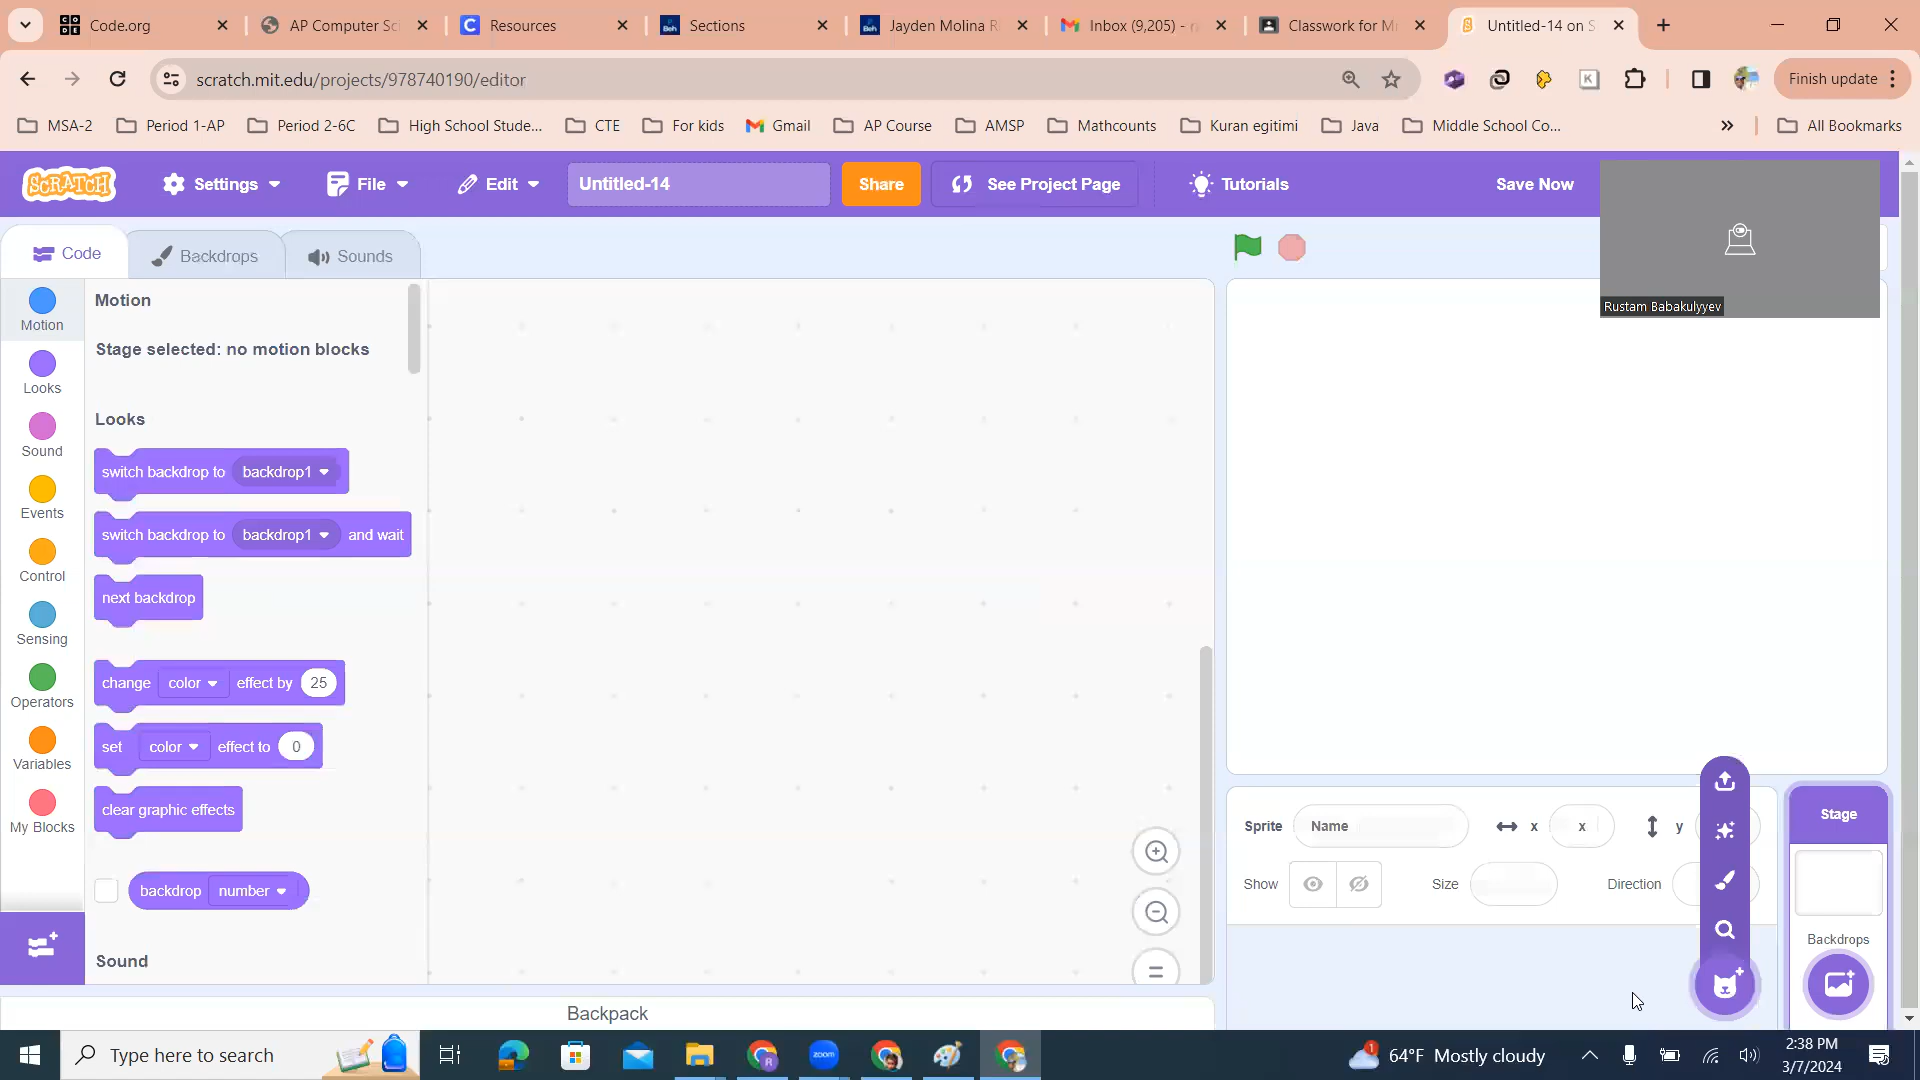 Code.org
AP Computer Sci
Resources
Sections
Jayden Molina R
Inbox (9,205) - r
Classwork for Mr
Untitled-14 on S
scratch.mit.edu/projects/978740190/editor
Finish update
MSA-2
Period 1-AP
Period 2-6C
High School Stude...
CTE
For kids
Gmail
AP Course
AMSP
Mathcounts
Kuran egitimi
Java
Middle School Co...
All Bookmarks
SCRATCH
Settings
File
Edit
Untitled-14
Share
See Project Page
Tutorials
Save Now
Rustam Babakulyyev
Code
Backdrops
Sounds
Motion
Looks
Sound
Events
Control
Sensing
Operators
Variables
My Blocks
Motion
Stage selected: no motion blocks
Looks
switch backdrop to backdrop1
switch backdrop to backdrop1 and wait
next backdrop
change color effect by 25
set color effect to 0
clear graphic effects
backdrop number
Sound
Backpack
Sprite Name x x y
Show Size Direction
Stage
Backdrops
Type here to search
zoom
1
64°F Mostly cloudy
2:38 PM
3/7/2024